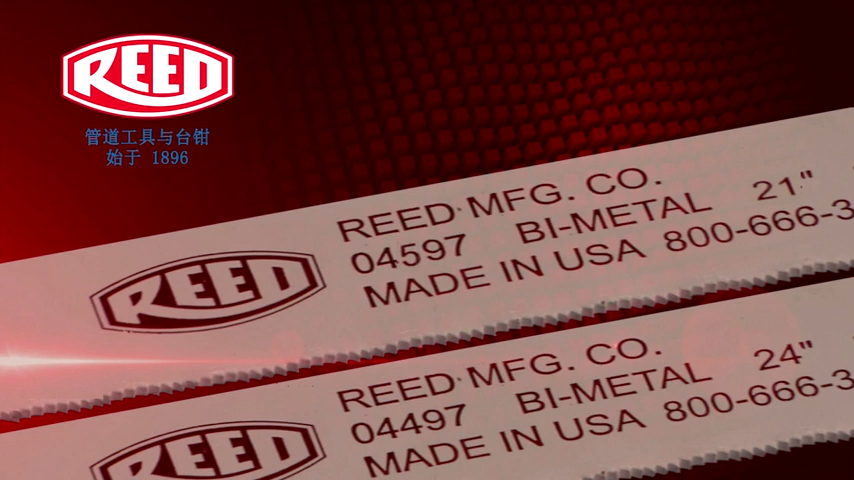 REED
管道工具与台钳
始于 1896
REED MFG. CO.
04597 BI-METAL 21"
MADE IN USA 800-666-3
REED
REED MFG. CO.
04497 BI-METAL 24"
MADE IN USA 800-666-3
REED